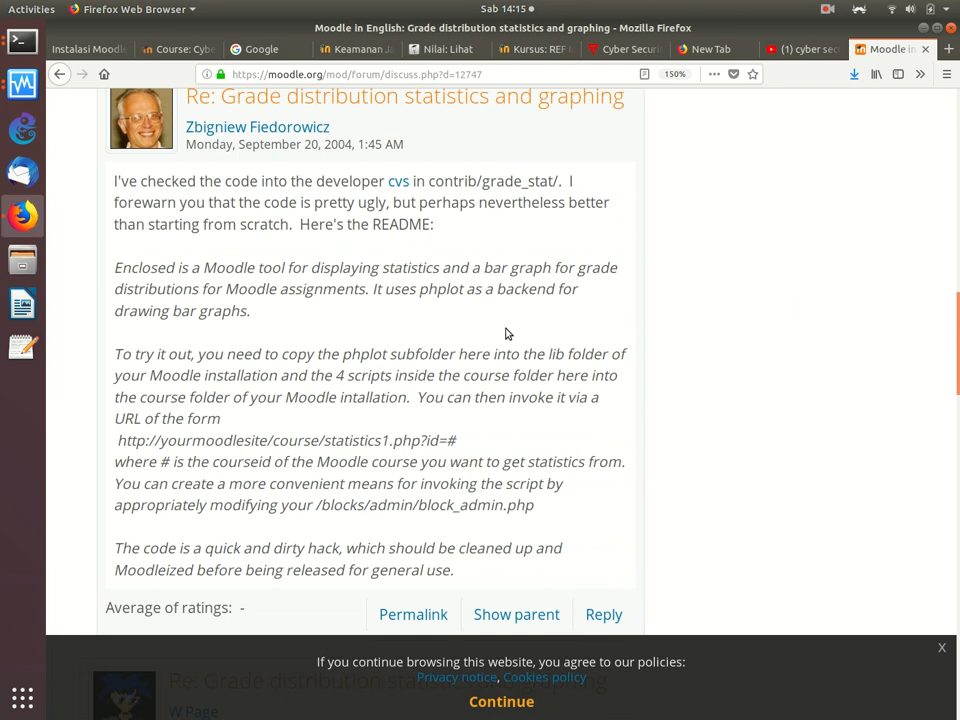 Activities
Firefox Web Browser
Sab 14:15
Moodle in English: Grade distribution statistics and graphing - Mozilla Firefox
Instalasi Moodl
Course: Cybe
Google
Keamanan Ja
Nilai: Lihat
Kursus: REF I
Cyber Securi
New Tab
(1) cyber sec
Moodle in
https://moodle.org/mod/forum/discuss.php?d=12747
150%
Re: Grade distribution statistics and graphing
Zbigniew Fiedorowicz
Monday, September 20, 2004, 1:45 AM
I've checked the code into the developer cvs in contrib/grade_stat/. I
forewarn you that the code is pretty ugly, but perhaps nevertheless better
than starting from scratch. Here's the README:
Enclosed is a Moodle tool for displaying statistics and a bar graph for grade
distributions for Moodle assignments. It uses phplot as a backend for
drawing bar graphs.
To try it out, you need to copy the phplot subfolder here into the lib folder of
your Moodle installation and the 4 scripts inside the course folder here into
the course folder of your Moodle intallation. You can then invoke it via a
URL of the form
http://yourmoodlesite/course/statistics1.php?id=#
where # is the courseid of the Moodle course you want to get statistics from.
You can create a more convenient means for invoking the script by
appropriately modifying your /blocks/admin/block_admin.php
The code is a quick and dirty hack, which should be cleaned up and
Moodleized before being released for general use.
Average of ratings: -
Permalink
Show parent
Reply
X
If you continue browsing this website, you agree to our policies:
Privacy notice, Cookies policy
Re: Grade distribution statistics and graphing
Continue
W Page